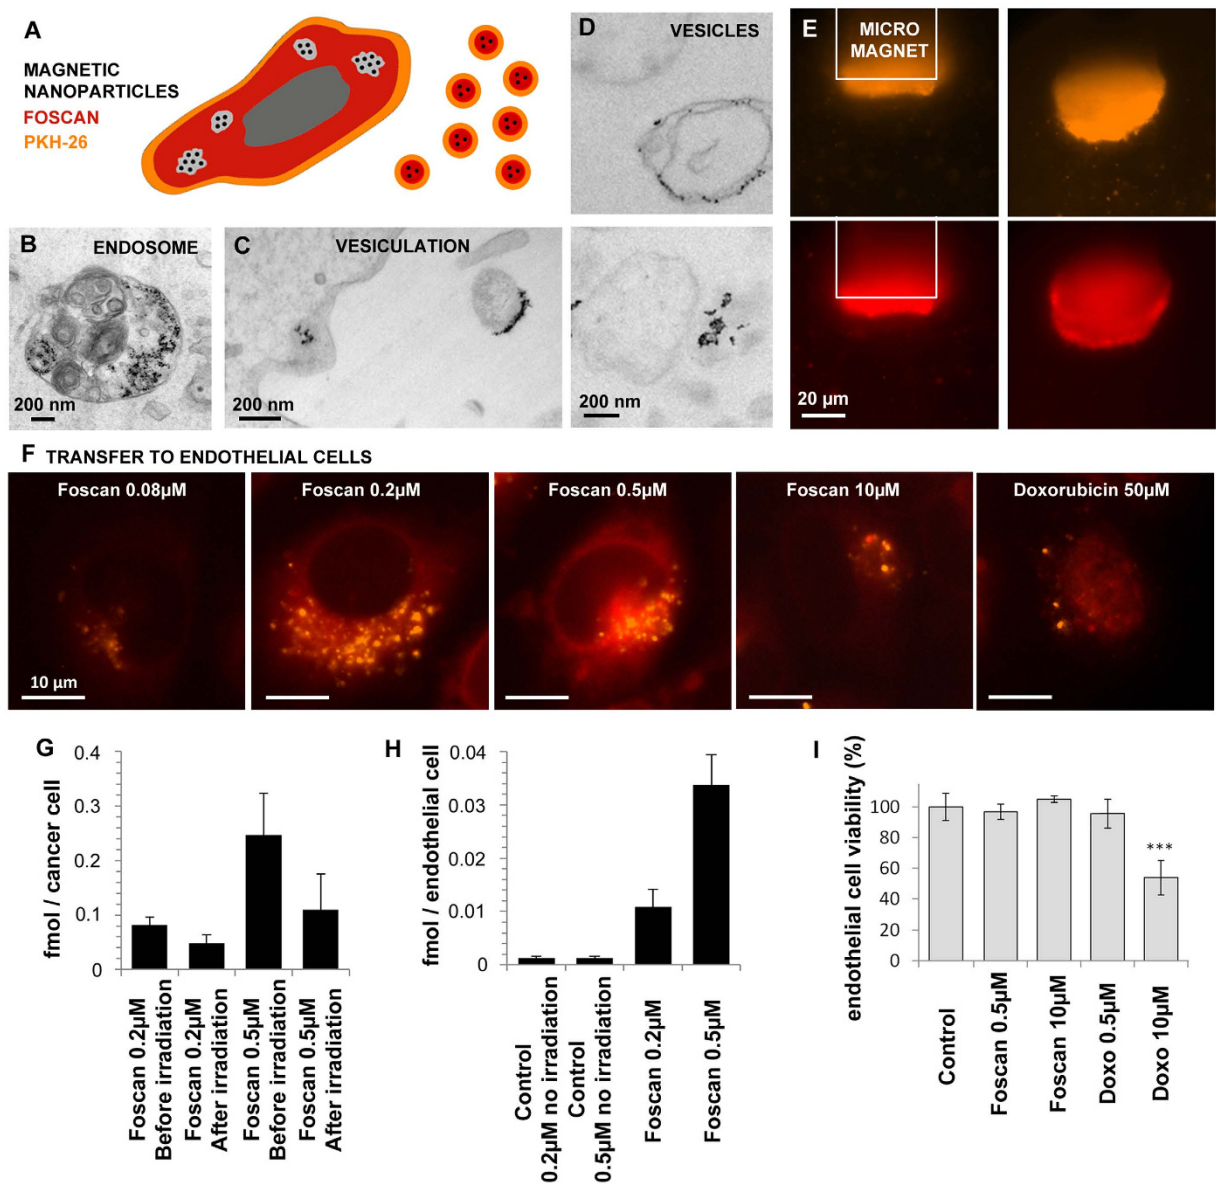 A
MAGNETIC
NANOPARTICLES
FOSCAN
PKH-26
B
ENDOSOME
200 nm
C
VESICULATION
200 nm
D
VESICLES
200 nm
E
MICRO
MAGNET
20 µm
F TRANSFER TO ENDOTHELIAL CELLS
Foscan 0.08µM
Foscan 0.2µM
Foscan 0.5µM
Foscan 10µM
Doxorubicin 50µM
10 µm
G
fmol / cancer cell
0.4
0.3
0.2
0.1
0
Foscan 0.2µM
Before irradiation
Foscan 0.2µM
After irradiation
Foscan 0.5µM
Before irradiation
Foscan 0.5µM
After irradiation
H
fmol / endothelial cell
0.04
0.03
0.02
0.01
0
Control
0.2µM no irradiation
Control
0.5µM no irradiation
Foscan 0.2µM
Foscan 0.5µM
I
endothelial cell viability (%)
100
80
60
40
20
0
***
Control
Foscan 0.5µM
Foscan 10µM
Doxo 0.5µM
Doxo 10µM